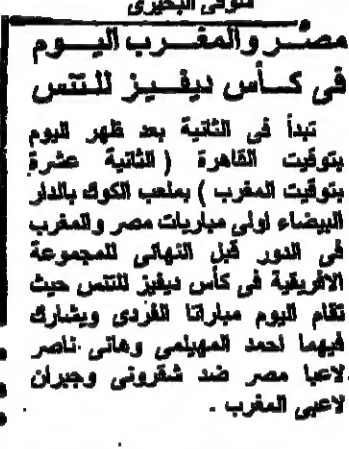 شوقى البحيرى
مصر والمغرب اليوم
فى كأس ديفيز للتنس
تبدأ فى الثانية بعد ظهر اليوم
بتوقيت القاهرة ( الثانية عشرة
بتوقيت المغرب ) بملعب الكوك بالدار
البيضاء اولى مباريات مصر والمغرب
فى الدور قبل النهائى للمجموعة
الافريقية فى كأس ديفيز للتنس حيث
تقام اليوم مباراتا الفردى ويشارك
فيهما احمد المهيلمى وهانى ناصر
لاعبا مصر ضد شقرونى وجبران
لاعبى المغرب .